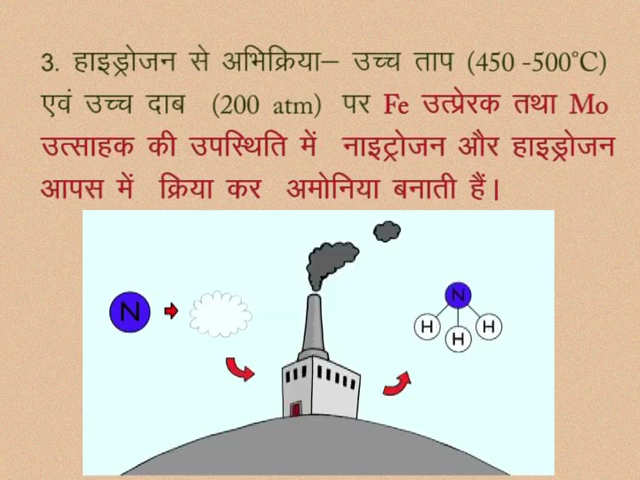 3. हाइड्रोजन से अभिक्रिया– उच्च ताप (450 -500°C)
एवं उच्च दाब (200 atm) पर Fe उत्प्रेरक तथा Mo
उत्साहक की उपस्थिति में नाइट्रोजन और हाइड्रोजन
आपस में क्रिया कर अमोनिया बनाती हैं।
N
N
H H H